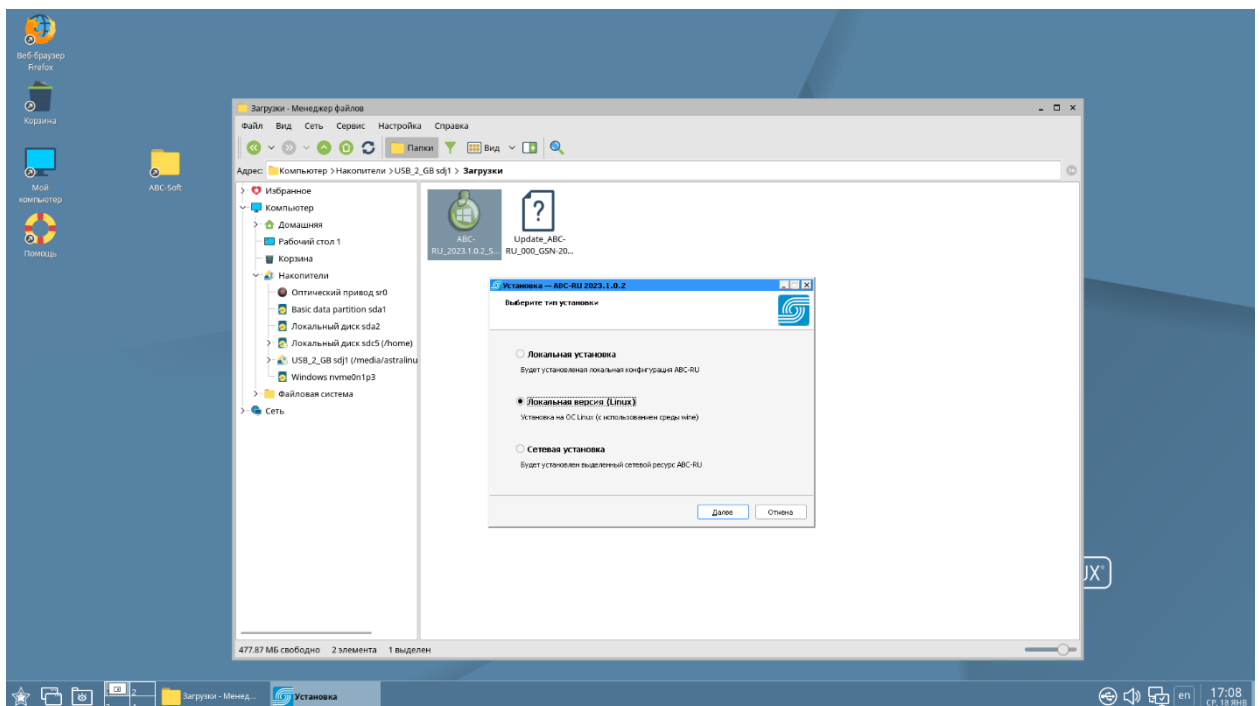 Веб-браузер
Firefox
Корзина
Мой
компьютер
ABC-Soft
Помощь
Загрузки - Менеджер файлов
Файл Вид Сеть Сервис Настройка Справка
Папки Вид
Адрес: Компьютер > Накопители > USB_2_GB sdj1 > Загрузки
Избранное
Компьютер
Домашняя
Рабочий стол 1
Корзина
Накопители
Оптический привод sr0
Basic data partition sda1
Локальный диск sda2
Локальный диск sdc5 (/home)
USB_2_GB sdj1 (/media/astralinu
Windows nvme0n1p3
Файловая система
Сеть
ABC-
RU_2023.1.0.2_S...
Update_ABC-
RU_000_GSN-20...
Установка — ABC-RU 2023.1.0.2
Выберите тип установки
Локальная установка
Будет установленая локальная конфигурация ABC-RU
Локальная версия (Linux)
Установка на ОС Linux (с использованием среды wine)
Сетевая установка
Будет установлен выделенный сетевой ресурс ABC-RU
Далее Отмена
UX®
477.87 МБ свободно 2 элемента 1 выделен
2
Загрузки - Менед...
Установка
en
17:08
СР, 18 ЯНВ